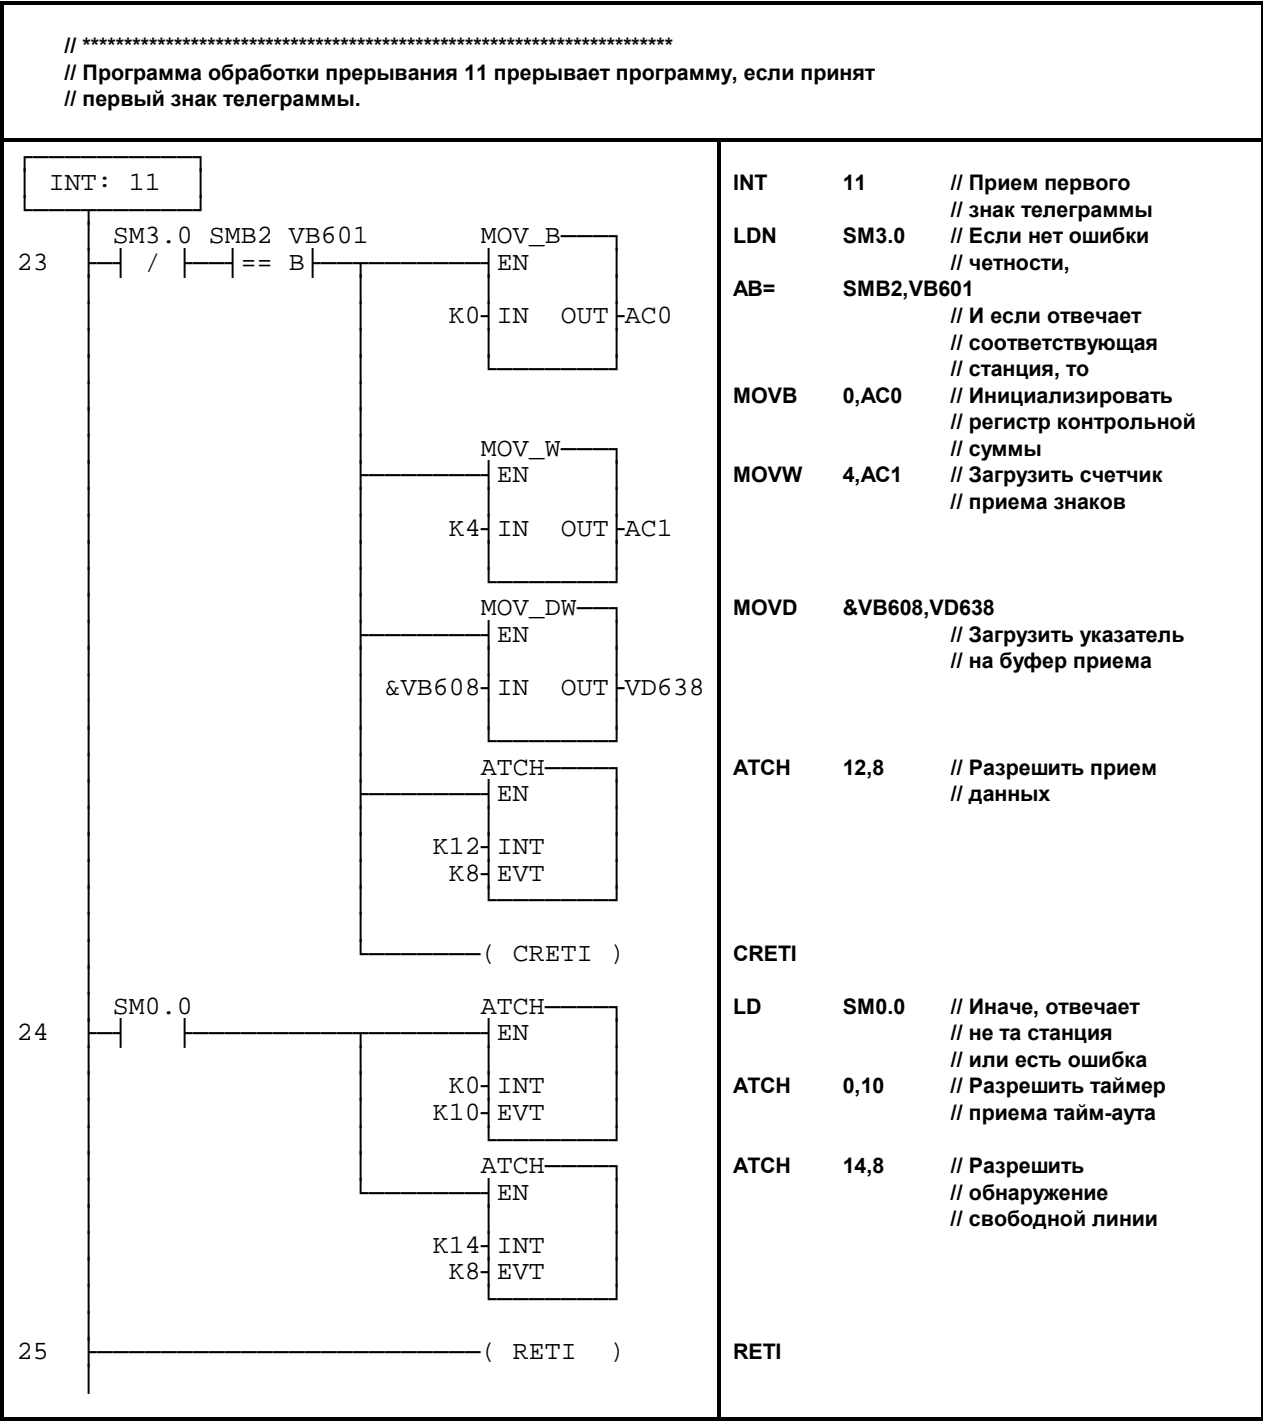 // ***********************************************************************
// Программа обработки прерывания 11 прерывает программу, если принят
// первый знак телеграммы.
INT: 11
SM3.0 SMB2 VB601 MOV_B
23 / == B EN
K0 IN OUT AC0
MOV_W
EN
K4 IN OUT AC1
MOV_DW
EN
&VB608 IN OUT VD638
ATCH
EN
K12 INT
K8 EVT
( CRETI )
SM0.0 ATCH
24 EN
K0 INT
K10 EVT
ATCH
EN
K14 INT
K8 EVT
25 ( RETI )
INT 11 // Прием первого
// знак телеграммы
LDN SM3.0 // Если нет ошибки
// четности,
AB= SMB2,VB601
// И если отвечает
// соответствующая
// станция, то
MOVB 0,AC0 // Инициализировать
// регистр контрольной
// суммы
MOVW 4,AC1 // Загрузить счетчик
// приема знаков
MOVD &VB608,VD638
// Загрузить указатель
// на буфер приема
ATCH 12,8 // Разрешить прием
// данных
CRETI
LD SM0.0 // Иначе, отвечает
// не та станция
// или есть ошибка
ATCH 0,10 // Разрешить таймер
// приема тайм-аута
ATCH 14,8 // Разрешить
// обнаружение
// свободной линии
RETI